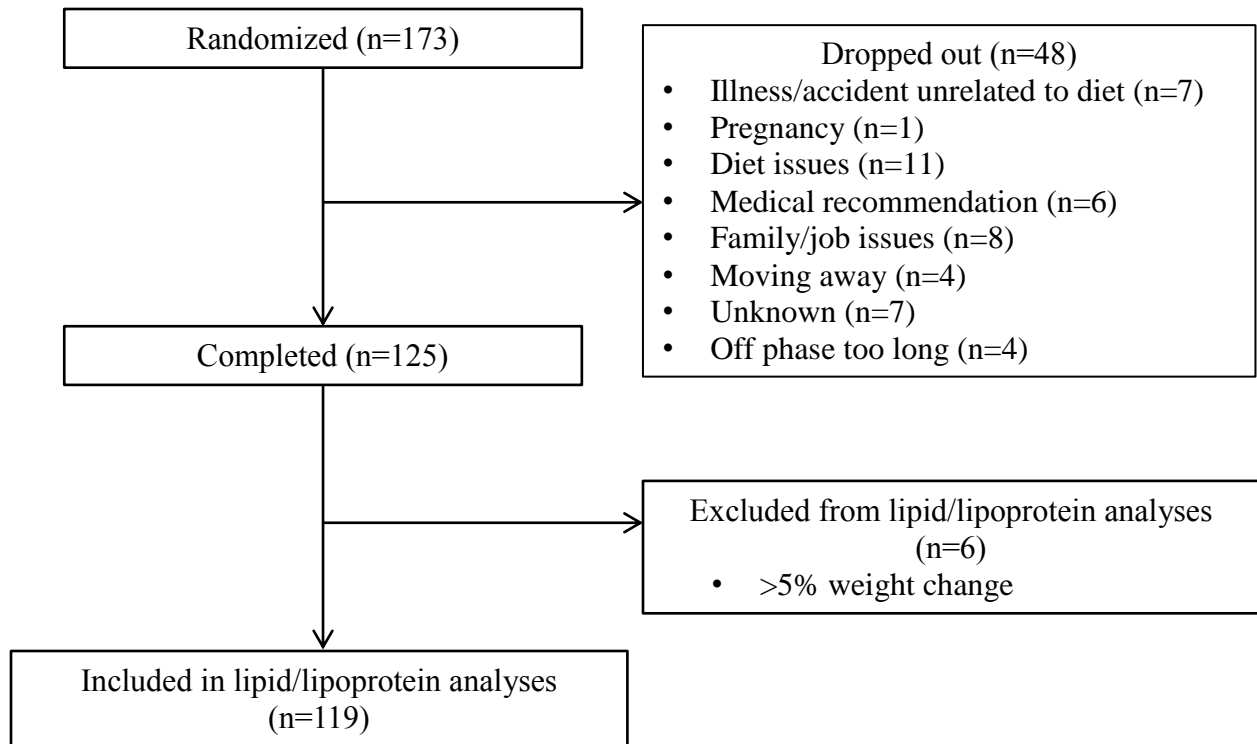 Randomized (n=173)
Dropped out (n=48)
• Illness/accident unrelated to diet (n=7)
• Pregnancy (n=1)
• Diet issues (n=11)
• Medical recommendation (n=6)
• Family/job issues (n=8)
• Moving away (n=4)
• Unknown (n=7)
• Off phase too long (n=4)
Completed (n=125)
Excluded from lipid/lipoprotein analyses
(n=6)
• >5% weight change
Included in lipid/lipoprotein analyses
(n=119)